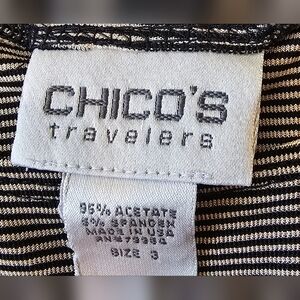 CHICO'S
travelers
95% ACETATE
5% SPANDEX
MADE IN USA
SIZE 3